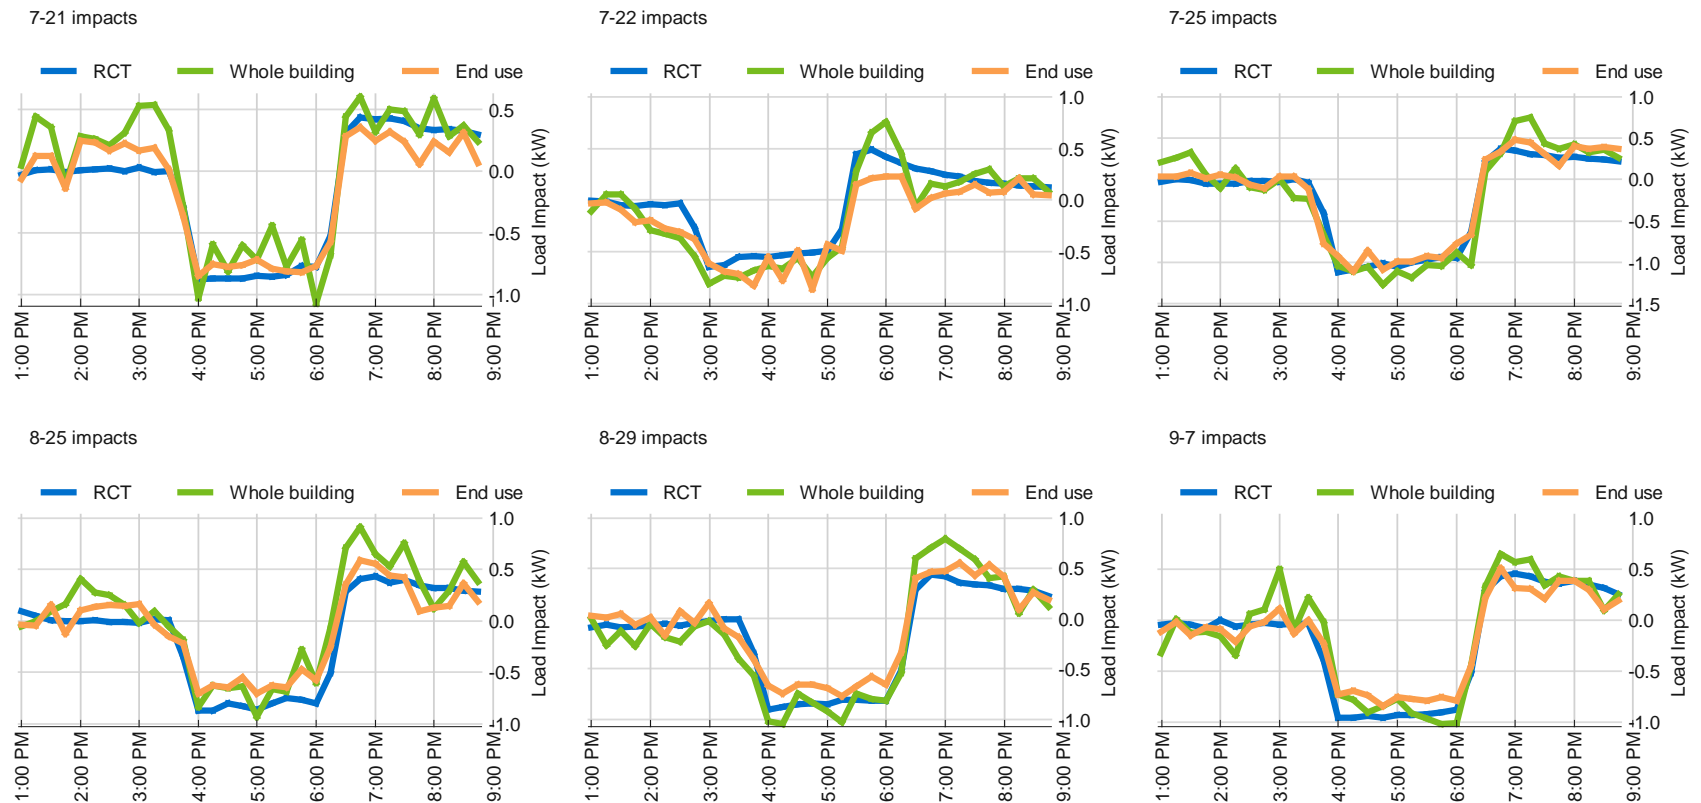 7-21 impacts
RCT Whole building End use
0.5
0.0
-0.5
-1.0
Load Impact (kW)
1:00 PM 2:00 PM 3:00 PM 4:00 PM 5:00 PM 6:00 PM 7:00 PM 8:00 PM 9:00 PM
7-22 impacts
RCT Whole building End use
1.0
0.5
0.0
-0.5
-1.0
Load Impact (kW)
1:00 PM 2:00 PM 3:00 PM 4:00 PM 5:00 PM 6:00 PM 7:00 PM 8:00 PM 9:00 PM
7-25 impacts
RCT Whole building End use
1.0
0.5
0.0
-0.5
-1.0
-1.5
Load Impact (kW)
1:00 PM 2:00 PM 3:00 PM 4:00 PM 5:00 PM 6:00 PM 7:00 PM 8:00 PM 9:00 PM
8-25 impacts
RCT Whole building End use
1.0
0.5
0.0
-0.5
-1.0
Load Impact (kW)
1:00 PM 2:00 PM 3:00 PM 4:00 PM 5:00 PM 6:00 PM 7:00 PM 8:00 PM 9:00 PM
8-29 impacts
RCT Whole building End use
1.0
0.5
0.0
-0.5
-1.0
Load Impact (kW)
1:00 PM 2:00 PM 3:00 PM 4:00 PM 5:00 PM 6:00 PM 7:00 PM 8:00 PM 9:00 PM
9-7 impacts
RCT Whole building End use
1.0
0.5
0.0
-0.5
-1.0
Load Impact (kW)
1:00 PM 2:00 PM 3:00 PM 4:00 PM 5:00 PM 6:00 PM 7:00 PM 8:00 PM 9:00 PM